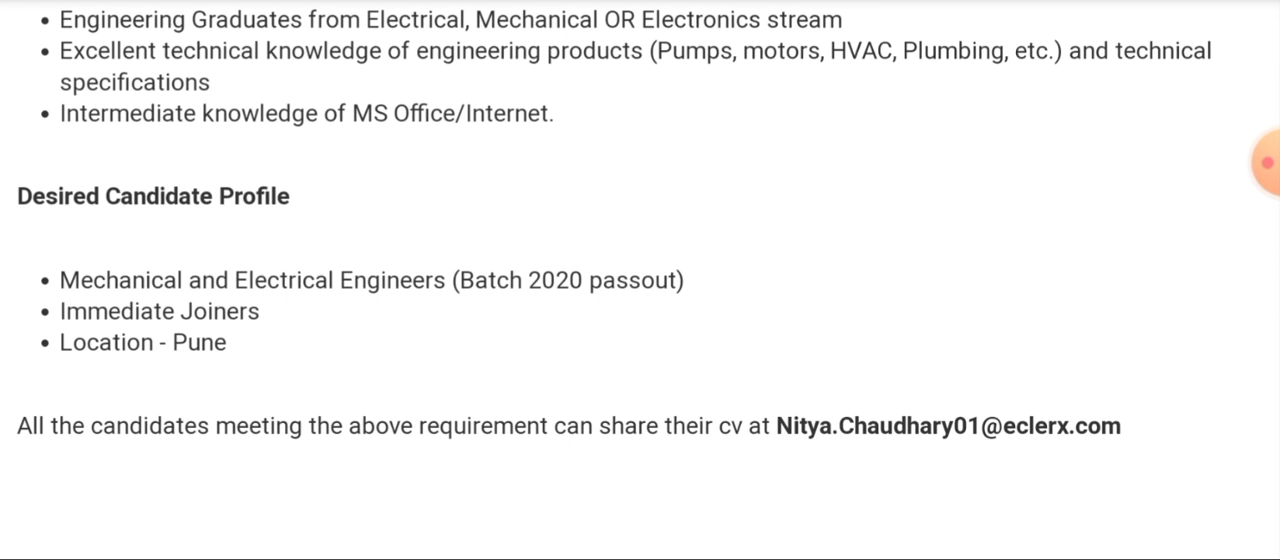 • Engineering Graduates from Electrical, Mechanical OR Electronics stream
• Excellent technical knowledge of engineering products (Pumps, motors, HVAC, Plumbing, etc.) and technical
specifications
• Intermediate knowledge of MS Office/Internet.
Desired Candidate Profile
• Mechanical and Electrical Engineers (Batch 2020 passout)
• Immediate Joiners
• Location - Pune
All the candidates meeting the above requirement can share their cv at Nitya.Chaudhary01@eclerx.com